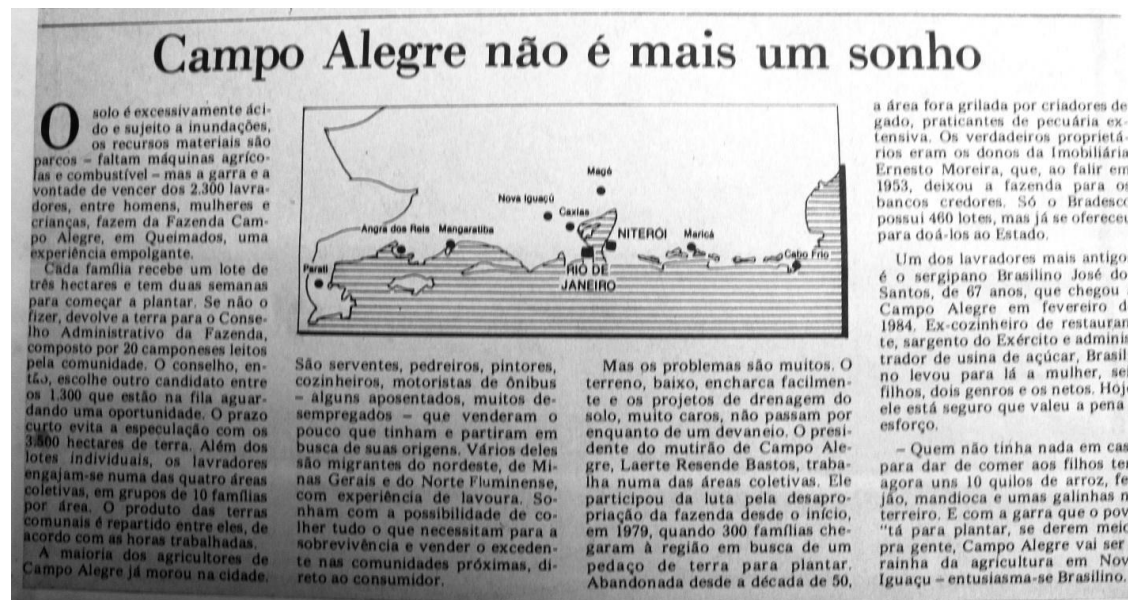 Campo Alegre não é mais um sonho
O solo é excessivamente áci-
do e sujeito a inundações,
os recursos materiais são
parcos – faltam máquinas agríco-
las e combustível – mas a garra e a
vontade de vencer dos 2.300 lavra-
dores, entre homens, mulheres e
crianças, fazem da Fazenda Cam-
po Alegre, em Queimados, uma
experiência empolgante.
Cada família recebe um lote de
três hectares e tem duas semanas
para começar a plantar. Se não o
fizer, devolve a terra para o Conse-
lho Administrativo da Fazenda,
composto por 20 camponeses leitos
pela comunidade. O conselho, en-
tão, escolhe outro candidato entre
os 1.300 que estão na fila aguar-
dando uma oportunidade. O prazo
curto evita a especulação com os
3.500 hectares de terra. Além dos
lotes individuais, os lavradores
engajam-se numa das quatro áreas
coletivas, em grupos de 10 famílias
por área. O produto das terras
comunais é repartido entre eles, de
acordo com as horas trabalhadas.
A maioria dos agricultores de
Campo Alegre já morou na cidade.
Magé
Nova Iguaçú
Caxias
Angra dos Reis
Mangaratiba
NITERÓI
Maricá
Cabo Frio
Parati
RIO DE
JANEIRO
São serventes, pedreiros, pintores,
cozinheiros, motoristas de ônibus
– alguns aposentados, muitos de-
sempregados – que venderam o
pouco que tinham e partiram em
busca de suas origens. Vários deles
são migrantes do nordeste, de Mi-
nas Gerais e do Norte Fluminense,
com experiência de lavoura. So-
nham com a possibilidade de co-
lher tudo o que necessitam para a
sobrevivência e vender o exceden-
te nas comunidades próximas, di-
reto ao consumidor.
Mas os problemas são muitos. O
terreno, baixo, encharca facilmen-
te e os projetos de drenagem do
solo, muito caros, não passam por
enquanto de um devaneio. O presi-
dente do mutirão de Campo Ale-
gre, Laerte Resende Bastos, traba-
lha numa das áreas coletivas. Ele
participou da luta pela desapro-
priação da fazenda desde o início,
em 1979, quando 300 famílias che-
garam à região em busca de um
pedaço de terra para plantar.
Abandonada desde a década de 50,
a área fora grilada por criadores de
gado, praticantes de pecuária ex-
tensiva. Os verdadeiros proprietá-
rios eram os donos da Imobiliária
Ernesto Moreira, que, ao falir em
1953, deixou a fazenda para os
bancos credores. Só o Bradesco
possui 460 lotes, mas já se ofereceu
para doá-los ao Estado.
Um dos lavradores mais antigo
é o sergipano Brasilino José do
Santos, de 67 anos, que chegou
Campo Alegre em fevereiro d
1984. Ex-cozinheiro de restauran
te, sargento do Exército e adminis
trador de usina de açúcar, Brasil
no levou para lá a mulher, sei
filhos, dois genros e os netos. Hoj
ele está seguro que valeu a pena
esforço.
– Quem não tinha nada em cas
para dar de comer aos filhos ter
agora uns 10 quilos de arroz, fe
jão, mandioca e umas galinhas n
terreiro. E com a garra que o pov
"tá para plantar, se derem meio
pra gente, Campo Alegre vai ser
rainha da agricultura em Nov
Iguaçu – entusiasma-se Brasilino.